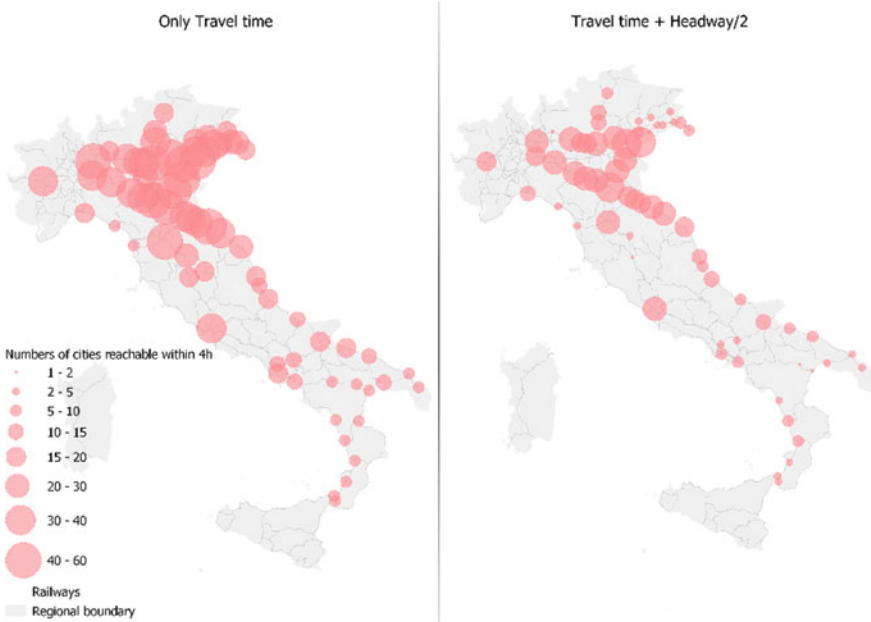 Only Travel time
Travel time + Headway/2
Numbers of cities reachable within 4h
1 - 2
2 - 5
5 - 10
10 - 15
15 - 20
20 - 30
30 - 40
40 - 60
Railways
Regional boundary